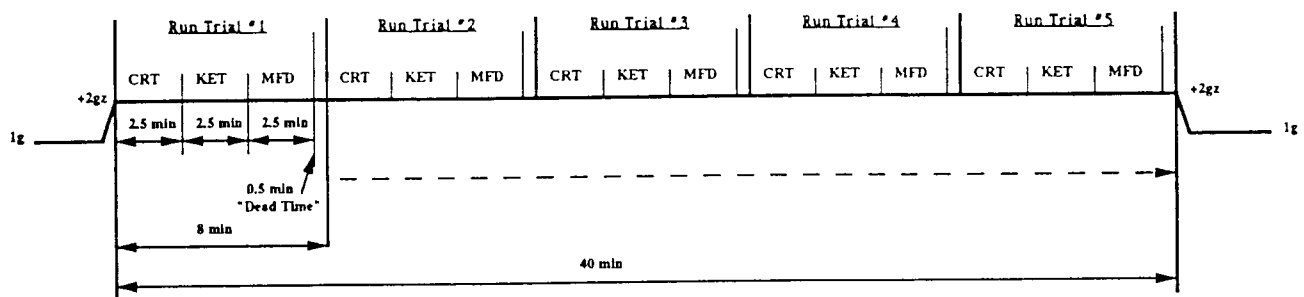 Run Trial #1 Run Trial #2 Run Trial #3 Run Trial #4 Run Trial #5
CRT KET MFD CRT KET MFD CRT KET MFD CRT KET MFD CRT KET MFD
+2gz +2gz
2.5 min 2.5 min 2.5 min
1g 1g
0.5 min
"Dead Time"
8 min
40 min